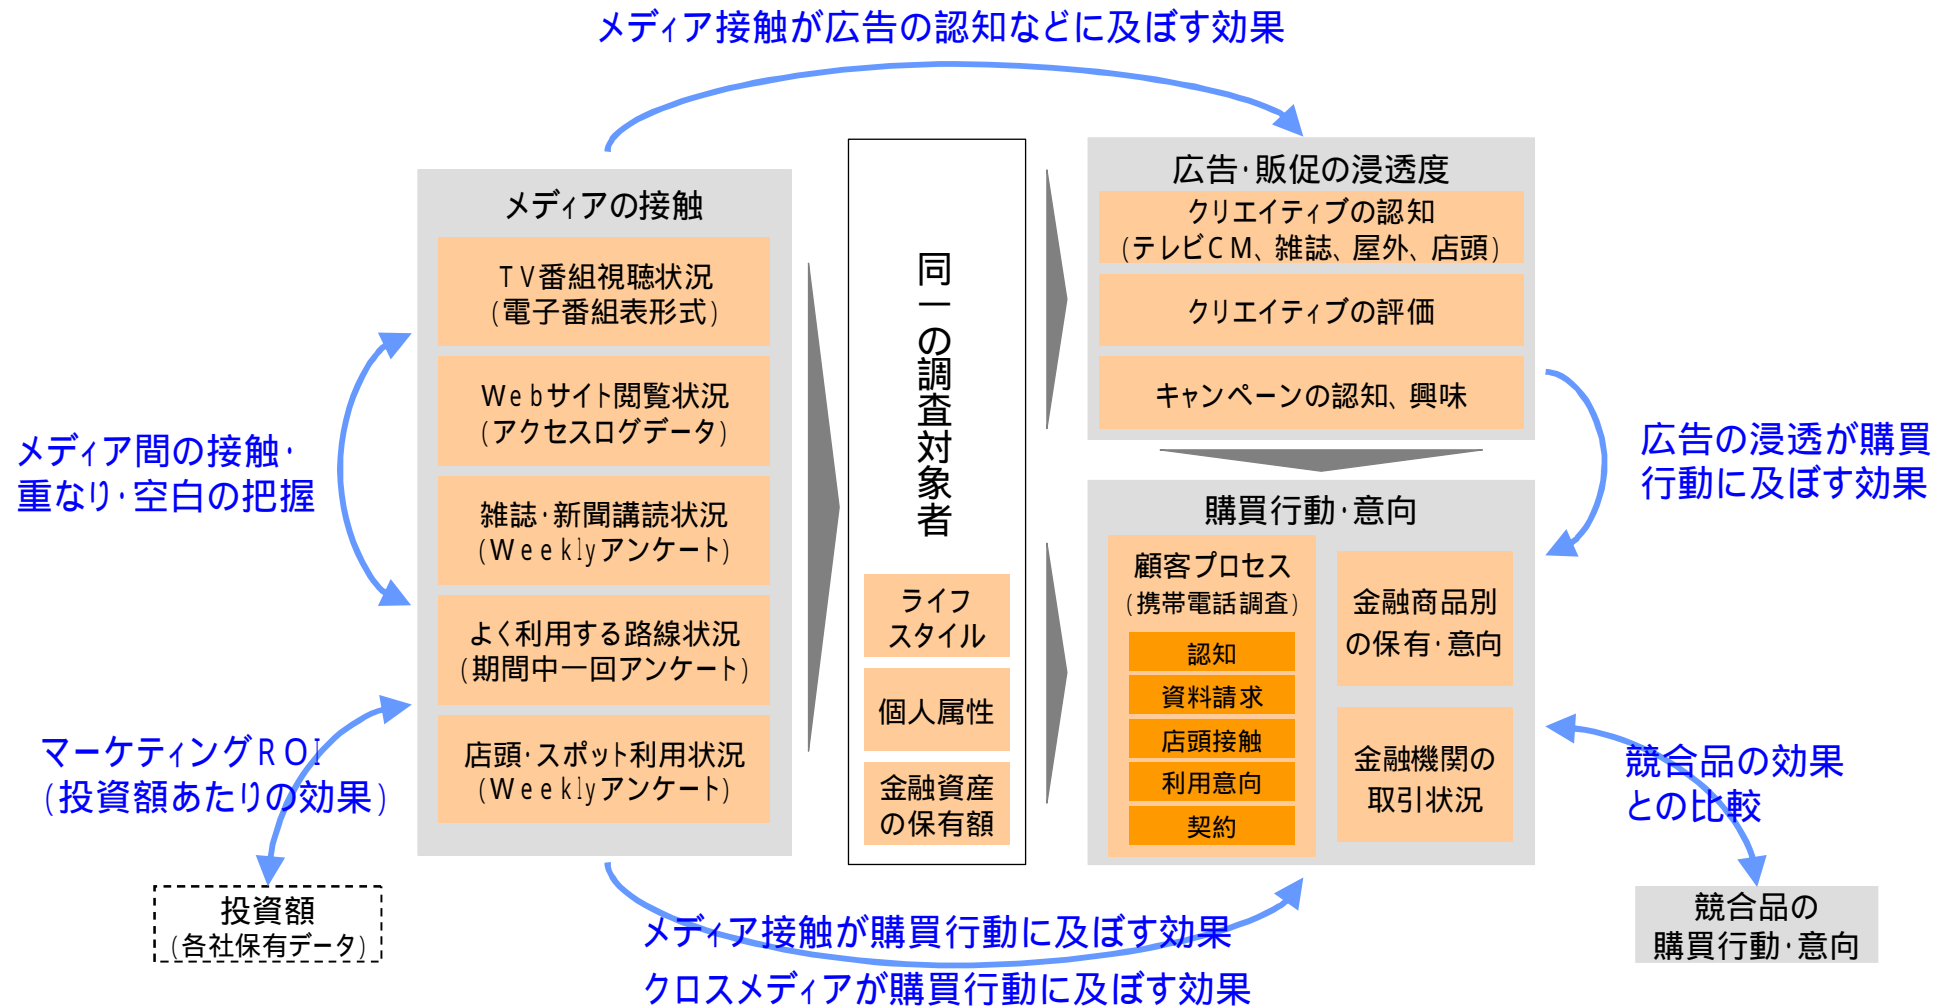 メディア接触が広告の認知などに及ぼす効果
メディアの接触
TV番組視聴状況
(電子番組表形式)
Webサイト閲覧状況
(アクセスログデータ)
雑誌・新聞講読状況
(Weeklyアンケート)
よく利用する路線状況
(期間中一回アンケート)
店頭・スポット利用状況
(Weeklyアンケート)
メディア間の接触・
重なり・空白の把握
マーケティングROI
(投資額あたりの効果)
投資額
(各社保有データ)
同一の調査対象者
ライフ
スタイル
個人属性
金融資産
の保有額
広告・販促の浸透度
クリエイティブの認知
(テレビCM、雑誌、屋外、店頭)
クリエイティブの評価
キャンペーンの認知、興味
購買行動・意向
顧客プロセス
(携帯電話調査)
認知
資料請求
店頭接触
利用意向
契約
金融商品別
の保有・意向
金融機関の
取引状況
広告の浸透が購買
行動に及ぼす効果
競合品の効果
との比較
競合品の
購買行動・意向
メディア接触が購買行動に及ぼす効果
クロスメディアが購買行動に及ぼす効果